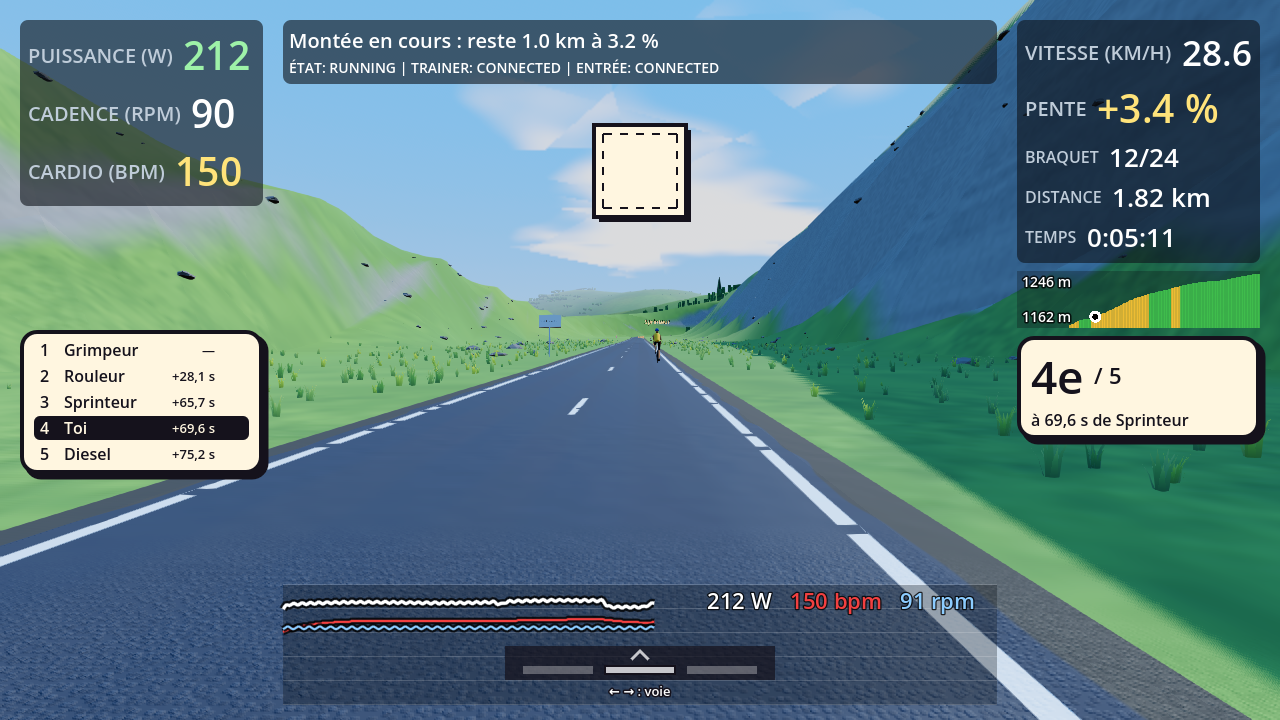 PUISSANCE (W) 212
CADENCE (RPM) 90
CARDIO (BPM) 150
Montée en cours : reste 1.0 km à 3.2 %
ÉTAT: RUNNING | TRAINER: CONNECTED | ENTRÉE: CONNECTED
VITESSE (KM/H) 28.6
PENTE +3.4 %
BRAQUET 12/24
DISTANCE 1.82 km
TEMPS 0:05:11
1246 m
1162 m
1 Grimpeur —
2 Rouleur +28,1 s
3 Sprinteur +65,7 s
4 Toi +69,6 s
5 Diesel +75,2 s
4e / 5
à 69,6 s de Sprinteur
Sprinteur
212 W 150 bpm 91 rpm
← → : voie